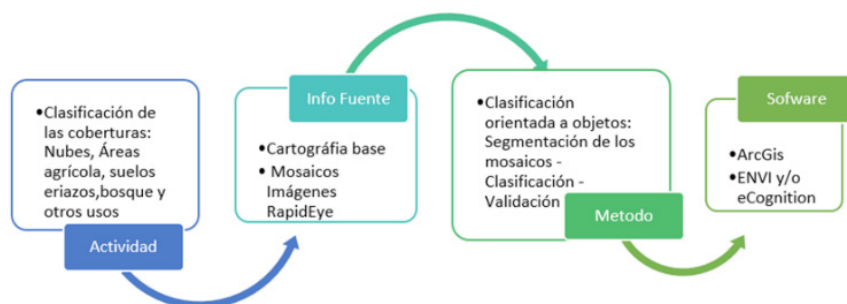 •Clasificación de
las coberturas:
Nubes, Áreas
agrícola, suelos
eriazos,bosque y
otros usos
Actividad
Info Fuente
•Cartográfia base
• Mosaicos
Imágenes
RapidEye
•Clasificación
orientada a objetos:
Segmentación de los
mosaicos -
Clasificación -
Validación
Metodo
Sofware
•ArcGis
•ENVI y/o
eCognition